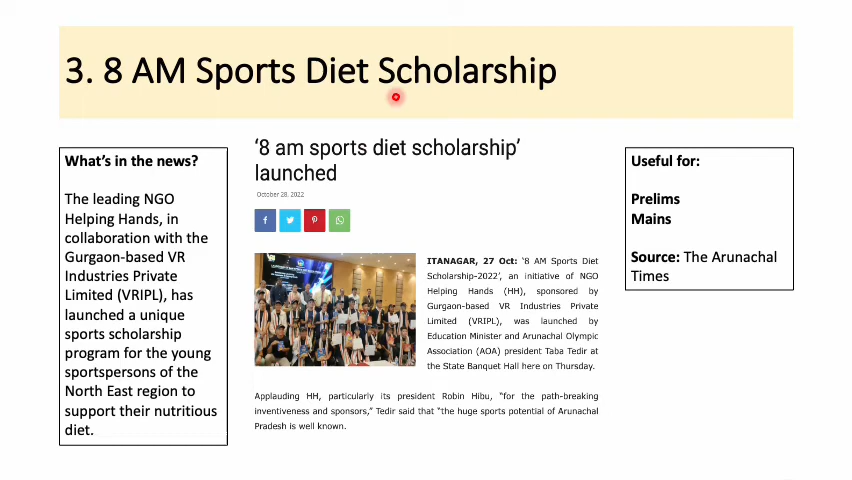 3. 8 AM Sports Diet Scholarship
What’s in the news?
The leading NGO
Helping Hands, in
collaboration with the
Gurgaon-based VR
Industries Private
Limited (VRIPL), has
launched a unique
sports scholarship
program for the young
sportspersons of the
North East region to
support their nutritious
diet.
‘8 am sports diet scholarship’
launched
October 28, 2022
ITANAGAR, 27 Oct: ‘8 AM Sports Diet
Scholarship-2022’, an initiative of NGO
Helping Hands (HH), sponsored by
Gurgaon-based VR Industries Private
Limited (VRIPL), was launched by
Education Minister and Arunachal Olympic
Association (AOA) president Taba Tedir at
the State Banquet Hall here on Thursday.
Applauding HH, particularly its president Robin Hibu, “for the path-breaking
inventiveness and sponsors,” Tedir said that “the huge sports potential of Arunachal
Pradesh is well known.
Useful for:
Prelims
Mains
Source: The Arunachal
Times